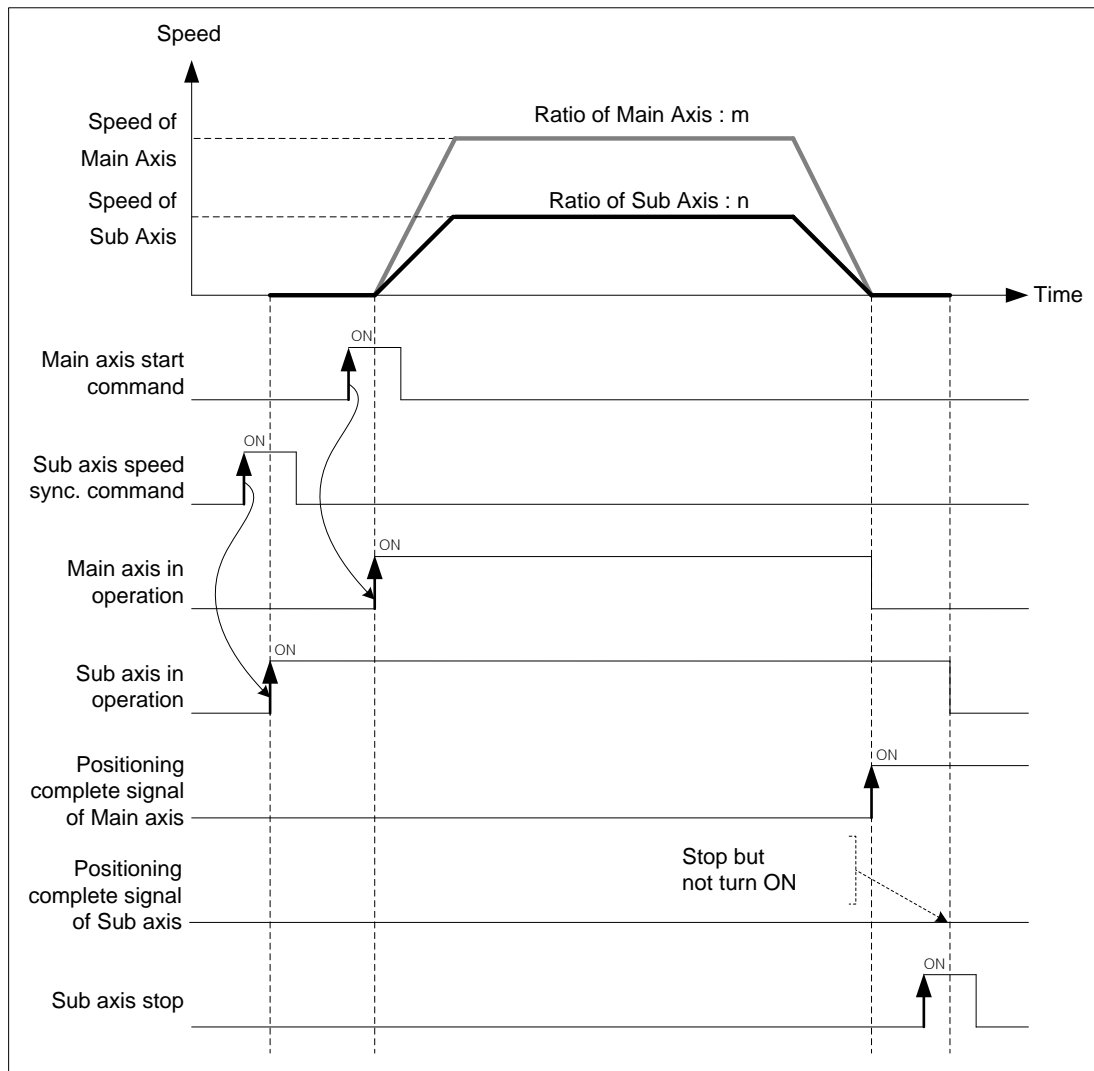 Speed
Ratio of Main Axis : m
Speed of
Main Axis
Ratio of Sub Axis : n
Speed of
Sub Axis
Time
ON
Main axis start
command
ON
Sub axis speed
sync. command
ON
Main axis in
operation
ON
Sub axis in
operation
ON
Positioning
complete signal
of Main axis
Stop but
not turn ON
Positioning
complete signal
of Sub axis
ON
Sub axis stop